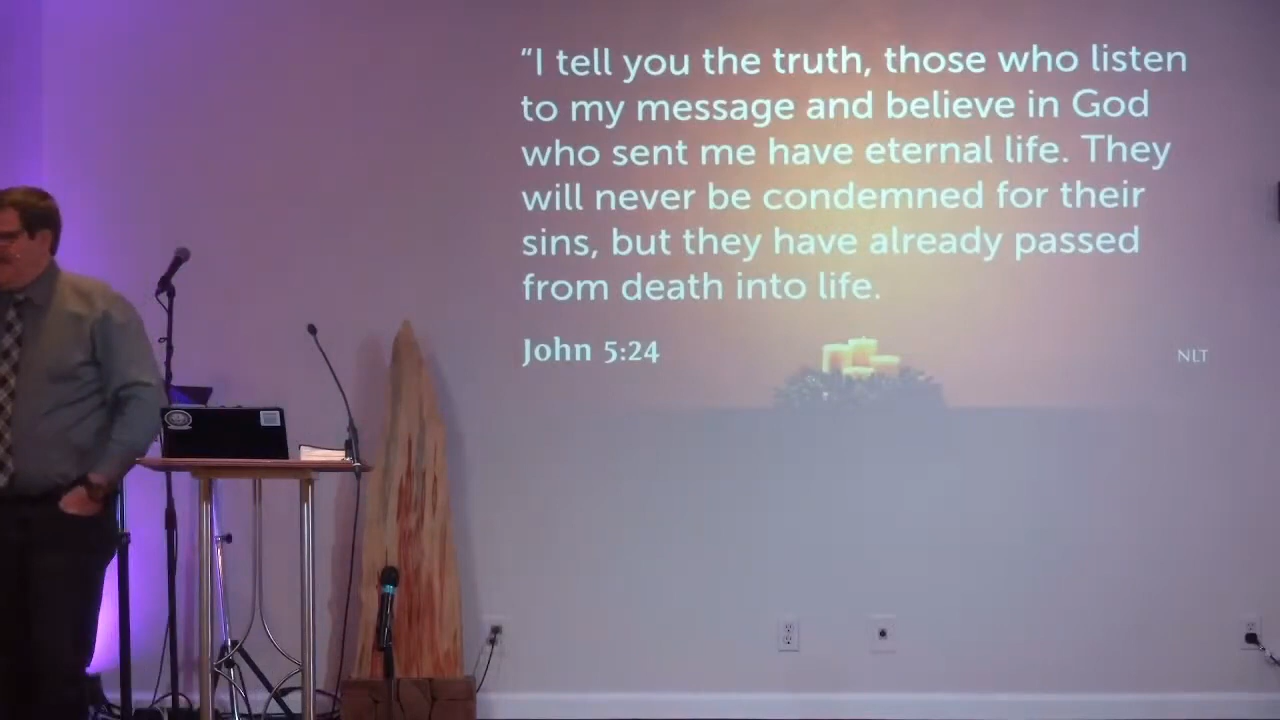 “I tell you the truth, those who listen
to my message and believe in God
who sent me have eternal life. They
will never be condemned for their
sins, but they have already passed
from death into life.
John 5:24
NLT